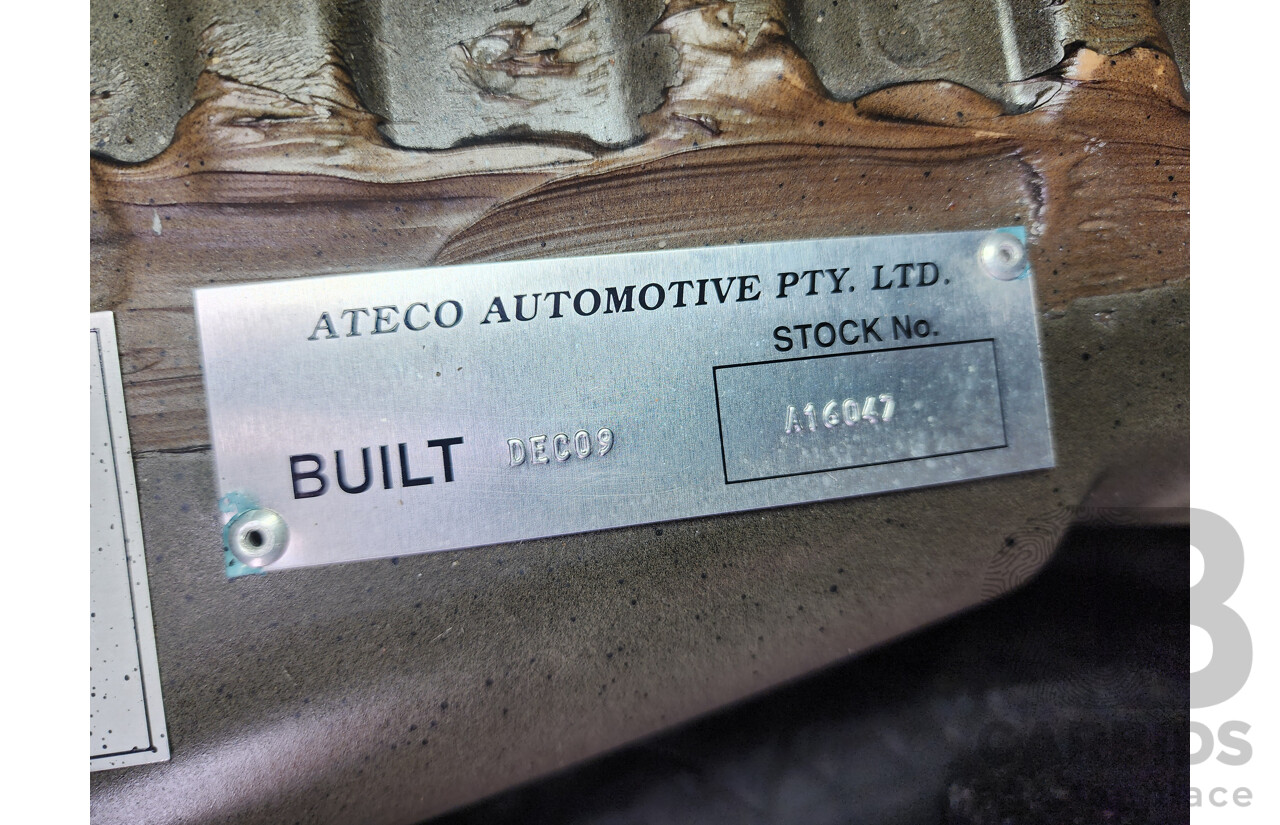 ATECO AUTOMOTIVE PTY. LTD.
STOCK No.
A16047
BUILT DEC09